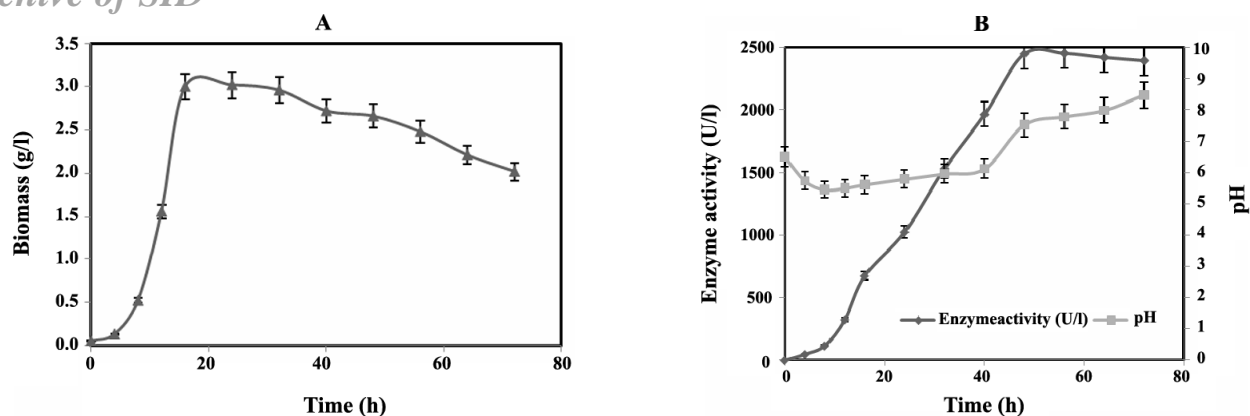 of SID
A
3.5
3.0
2.5
2.0
1.5
1.0
0.5
0.0
0 20 40 60 80
Biomass (g/l)
Time (h)
B
2500
2000
1500
1000
500
0
Enzyme activity (U/l)
10
9
8
7
6
5
4
3
2
1
0
pH
Enzymeactivity (U/l) pH
0 20 40 60 80
Time (h)